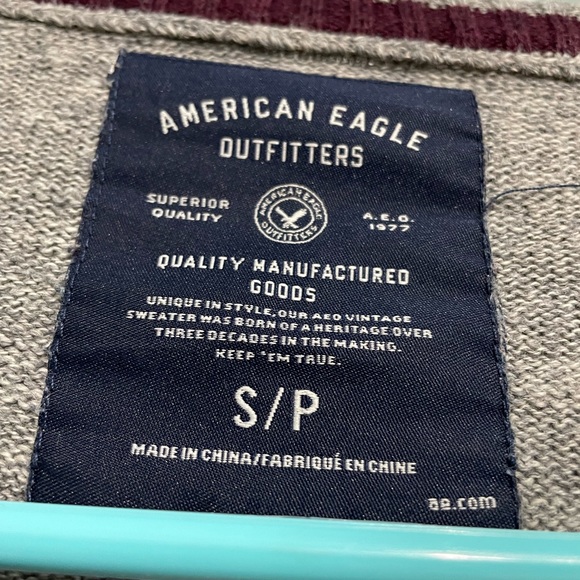 AMERICAN EAGLE
OUTFITTERS
SUPERIOR
QUALITY
AMERICAN EAGLE
OUTFITTERS
A.E.O.
1977
QUALITY MANUFACTURED
GOODS
UNIQUE IN STYLE, OUR AEO VINTAGE
SWEATER WAS BORN OF A HERITAGE OVER
THREE DECADES IN THE MAKING.
KEEP 'EM TRUE.
S/P
MADE IN CHINA/FABRIQUÉ EN CHINE
ae.com